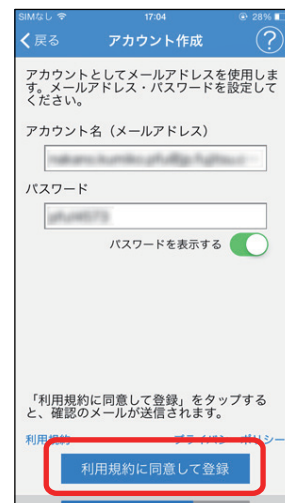 SIMなし 17:04 28%
戻る アカウント作成 ?
アカウントとしてメールアドレスを使用しま
す。メールアドレス・パスワードを設定して
ください。
アカウント名（メールアドレス）
パスワード
パスワードを表示する
「利用規約に同意して登録」をタップする
と、確認のメールが送信されます。
利用規約 プライバシーポリシー
利用規約に同意して登録